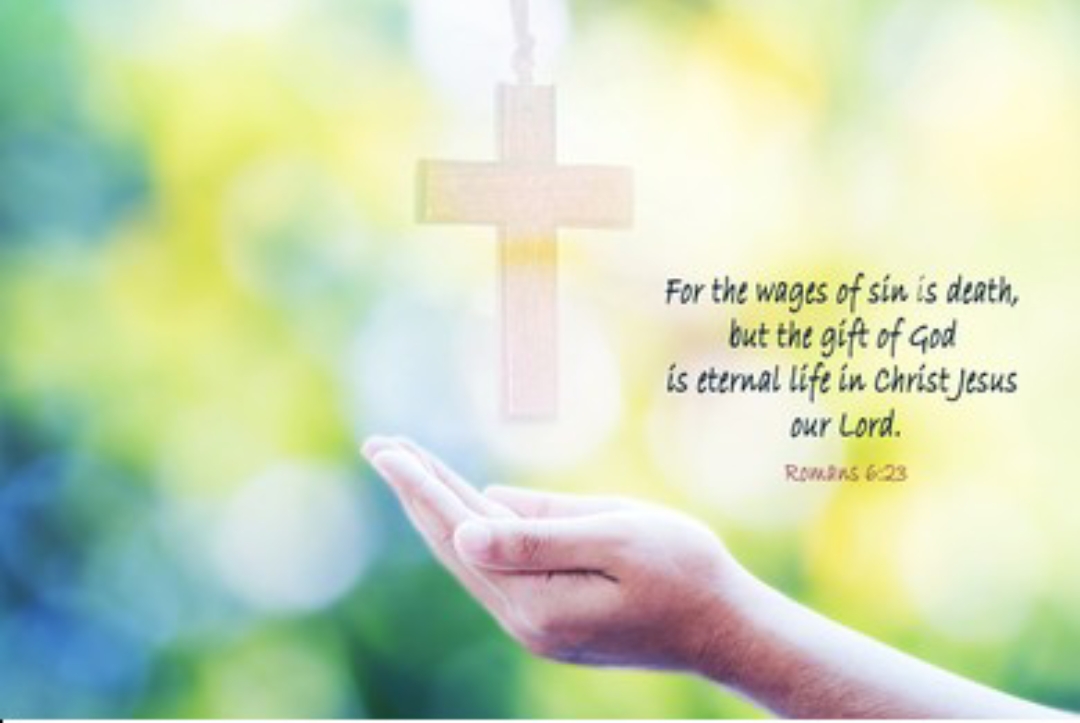 For the wages of sin is death,
but the gift of God
is eternal life in Christ Jesus
our Lord.
Romans 6:23